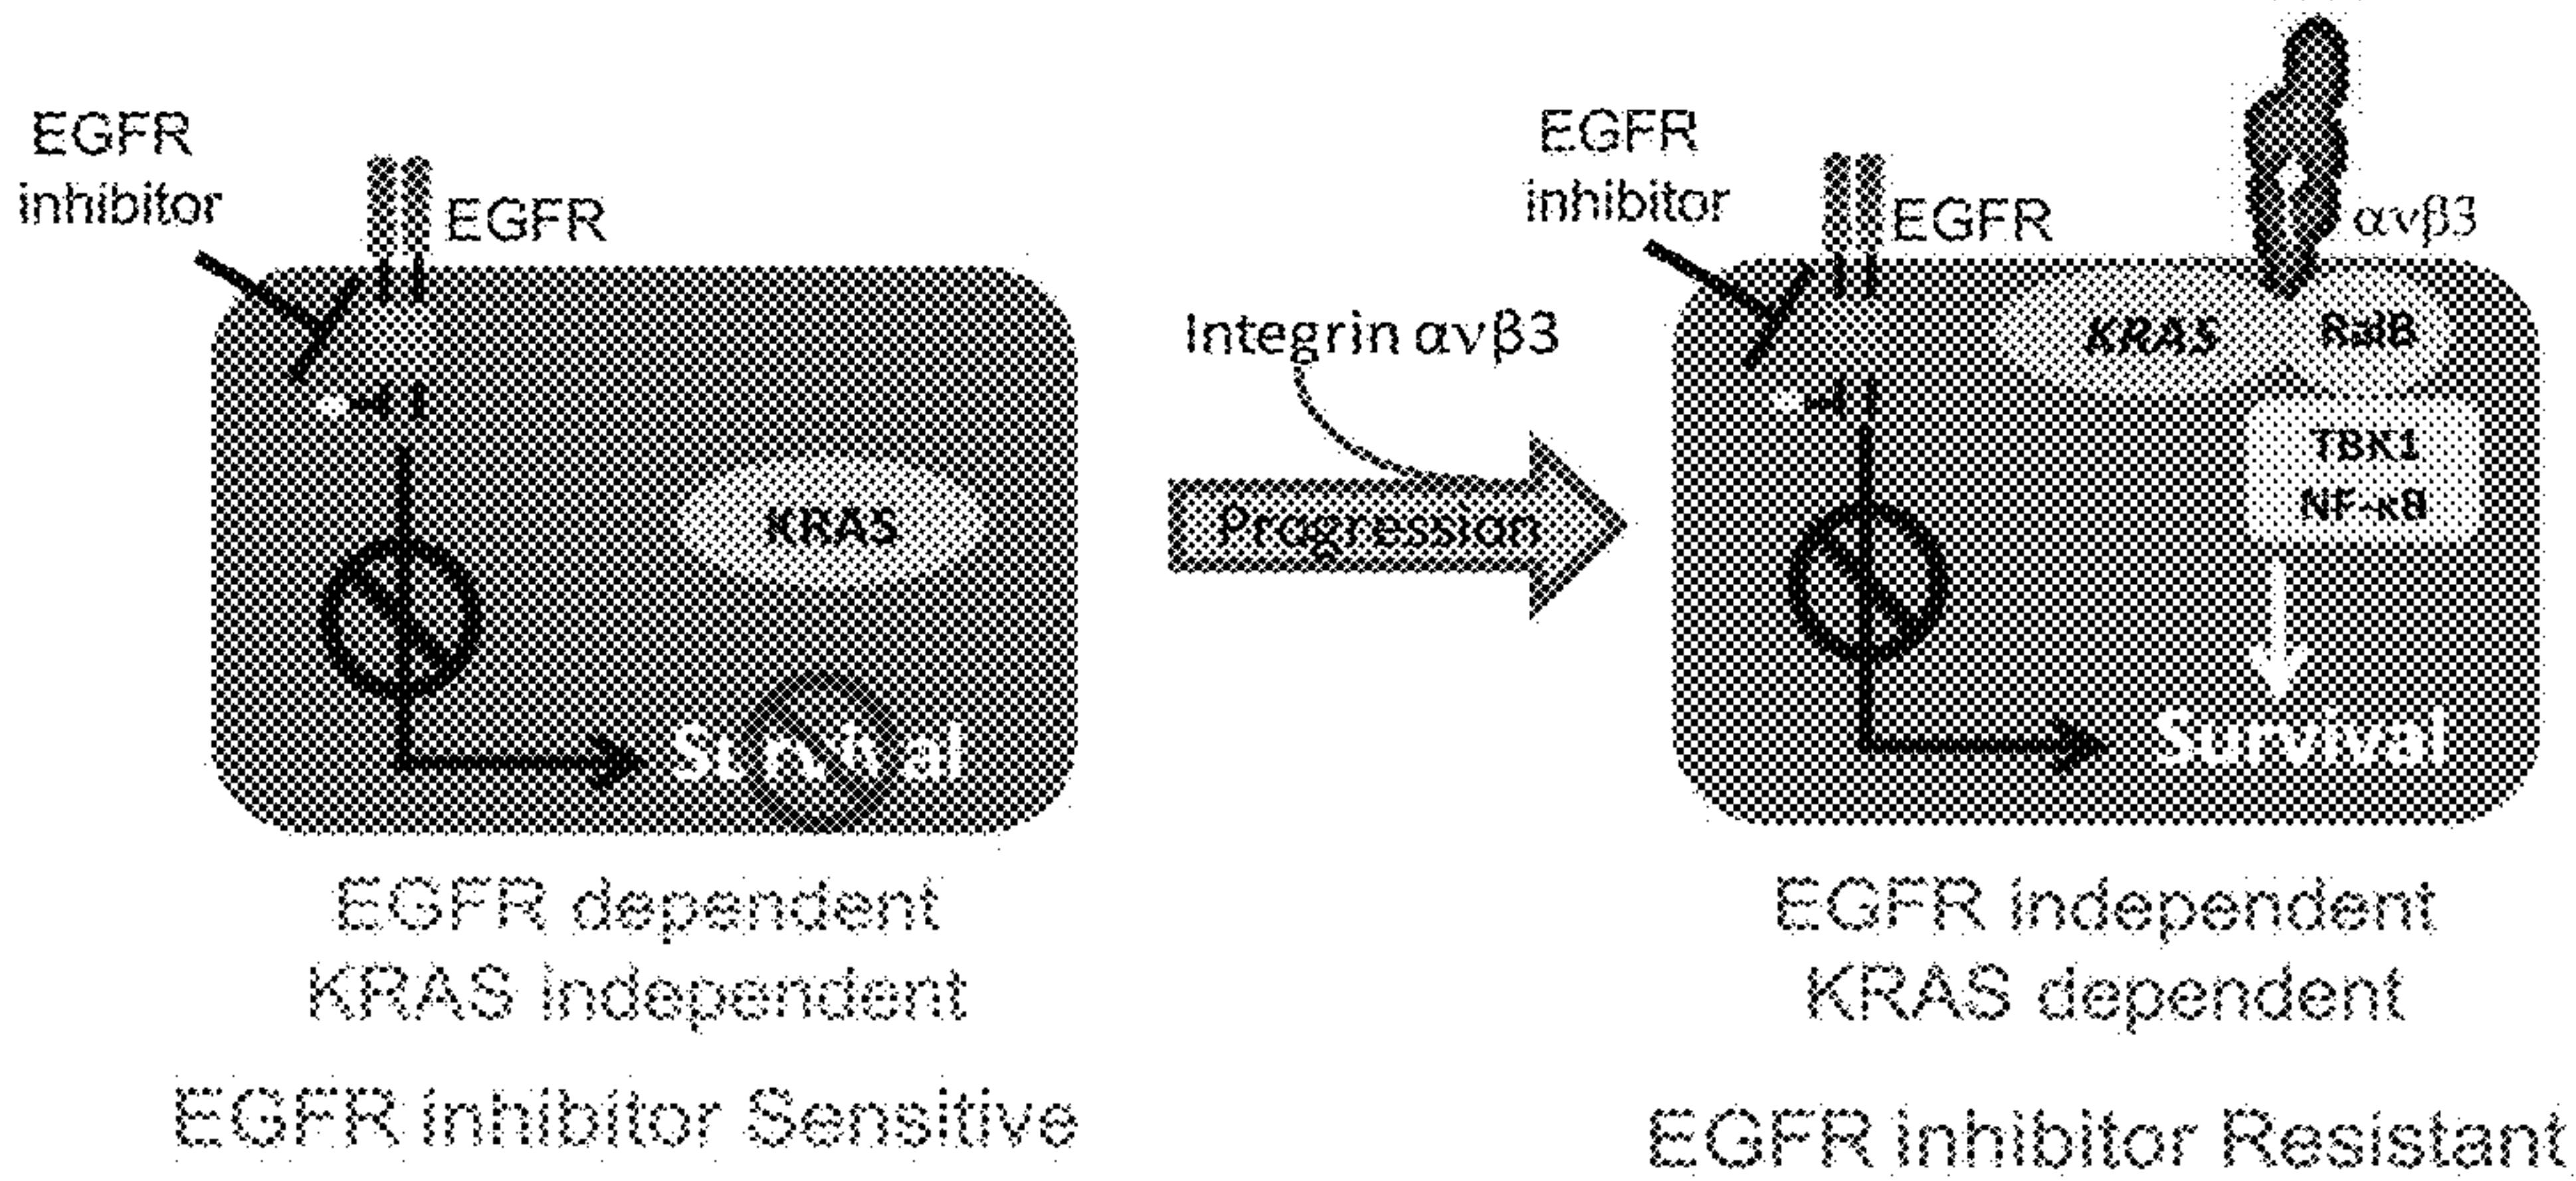 EGFR
inhibitor
EGFR
KRAS
Survival
EGFR dependent
KRAS independent
EGFR inhibitor Sensitive
Integrin αvβ3
Progression
EGFR
inhibitor
EGFR
αvβ3
KRAS
RalB
TBK1
NF-κB
Survival
EGFR independent
KRAS dependent
EGFR inhibitor Resistant